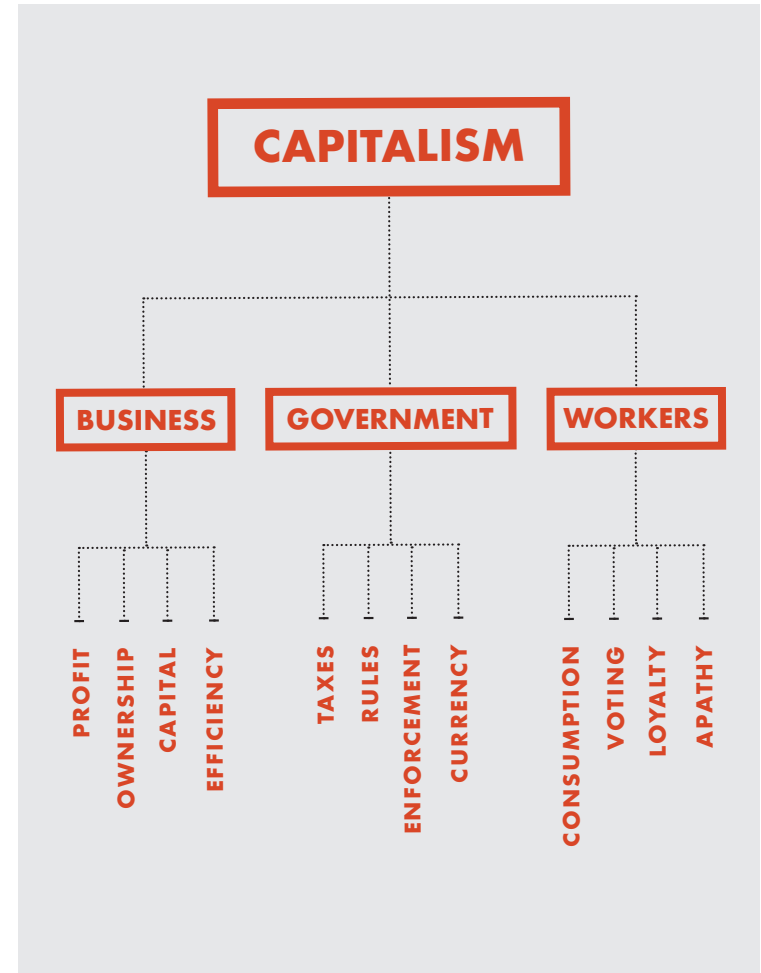 CAPITALISM
BUSINESS
GOVERNMENT
WORKERS
PROFIT
OWNERSHIP
CAPITAL
EFFICIENCY
TAXES
RULES
ENFORCEMENT
CURRENCY
CONSUMPTION
VOTING
LOYALTY
APATHY